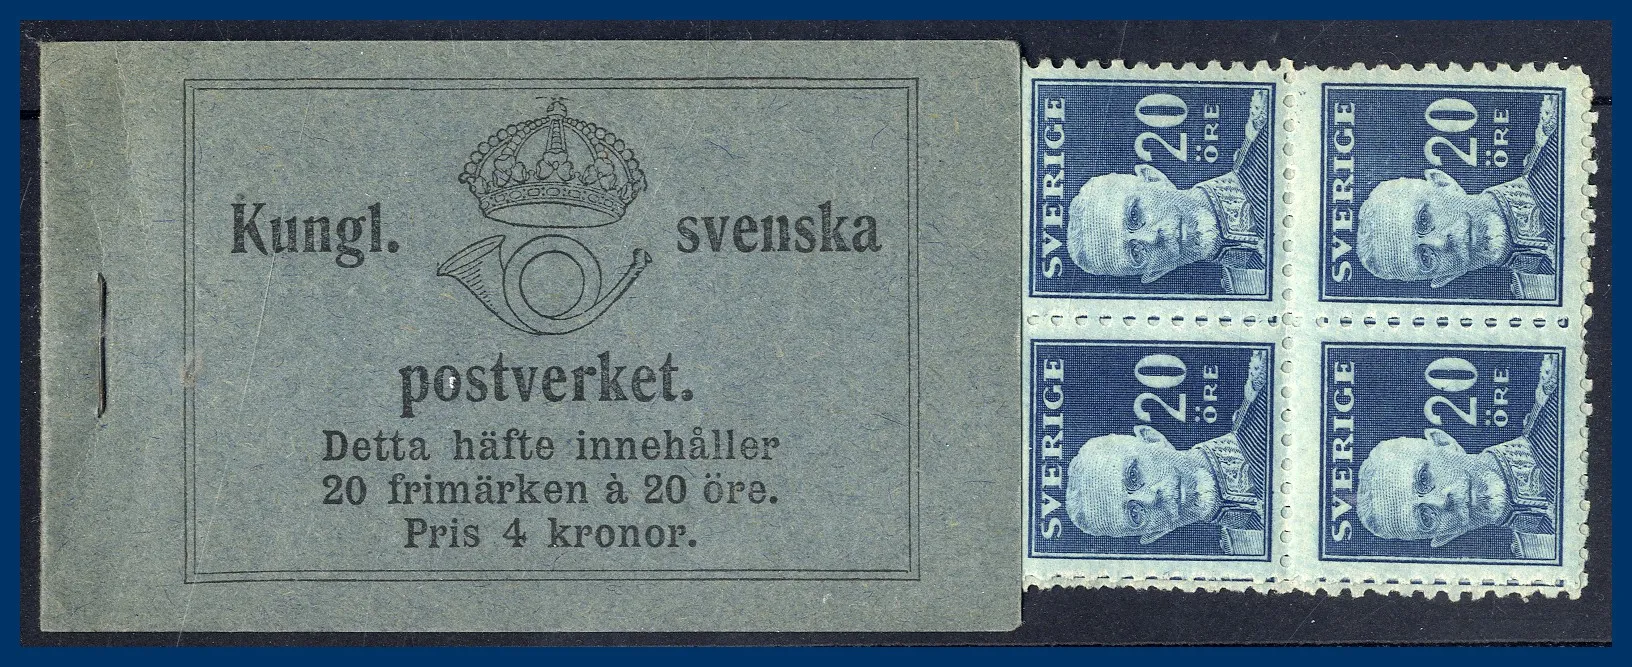 Kungl. svenska
postverket.
Detta häfte innehåller
20 frimärken à 20 öre.
Pris 4 kronor.
SVERIGE
20
ÖRE
SVERIGE
20
ÖRE
SVERIGE
20
ÖRE
SVERIGE
20
ÖRE